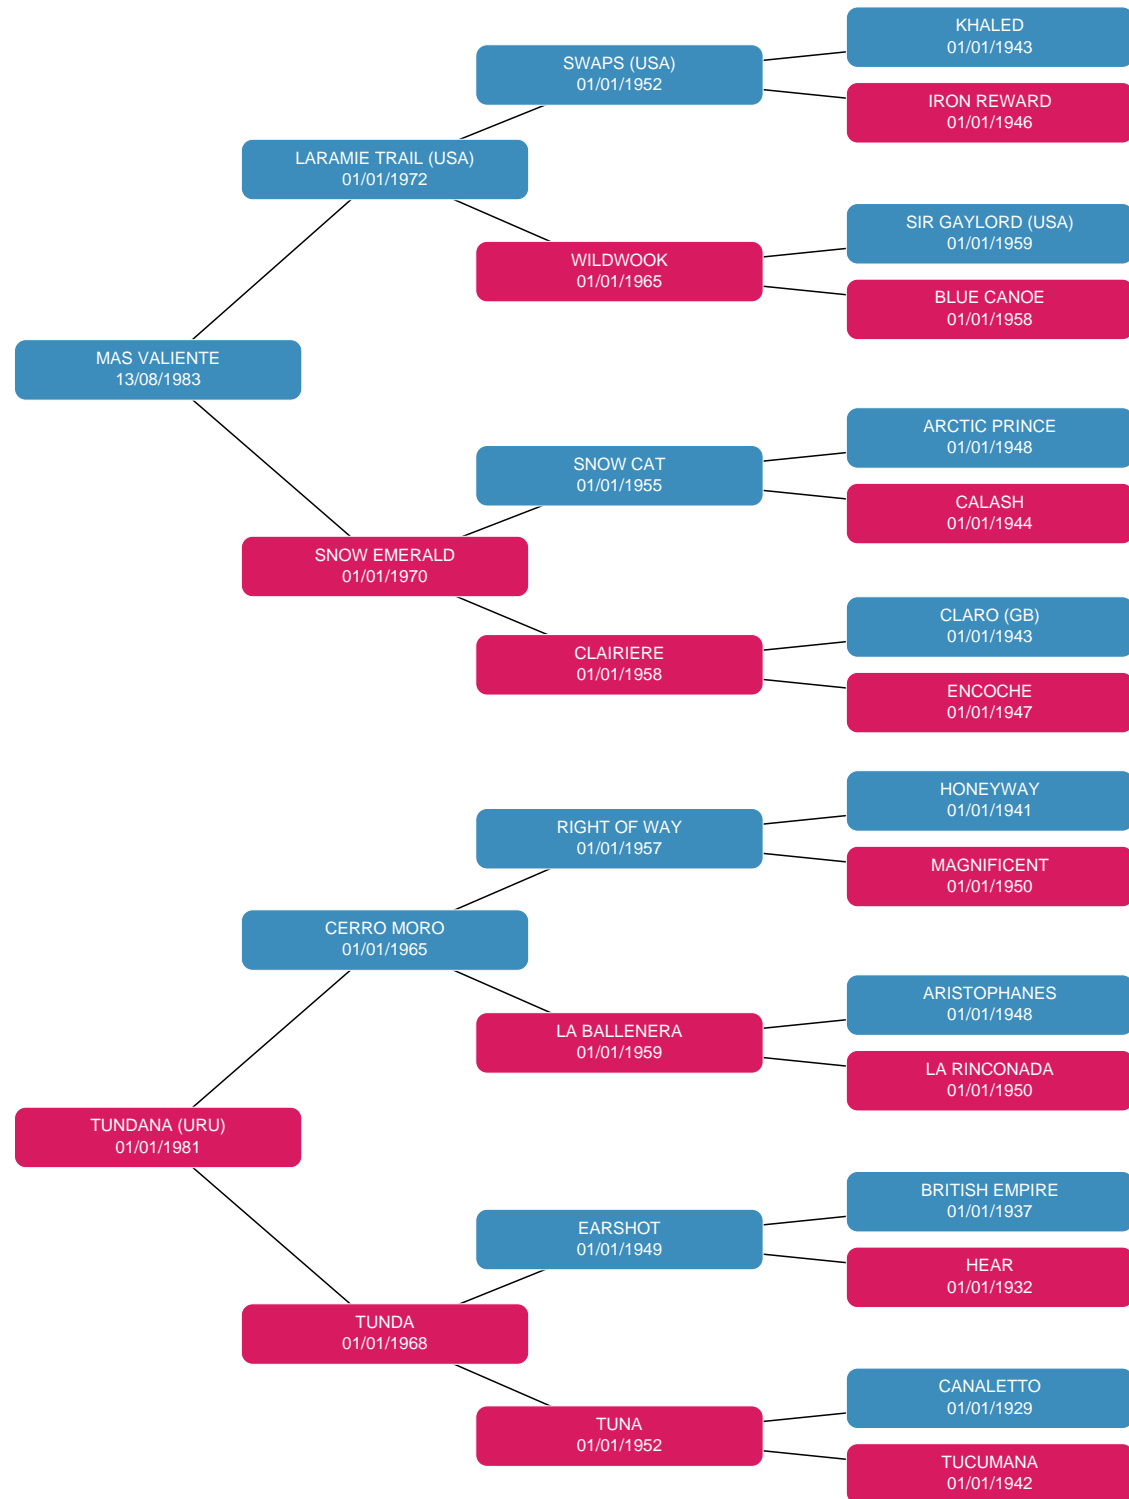 KHALED
01/01/1943
SWAPS (USA)
01/01/1952
IRON REWARD
01/01/1946
LARAMIE TRAIL (USA)
01/01/1972
SIR GAYLORD (USA)
01/01/1959
WILDWOOK
01/01/1965
BLUE CANOE
01/01/1958
MAS VALIENTE
13/08/1983
ARCTIC PRINCE
01/01/1948
SNOW CAT
01/01/1955
CALASH
01/01/1944
SNOW EMERALD
01/01/1970
CLARO (GB)
01/01/1943
CLAIRIERE
01/01/1958
ENCOCHE
01/01/1947
HONEYWAY
01/01/1941
RIGHT OF WAY
01/01/1957
MAGNIFICENT
01/01/1950
CERRO MORO
01/01/1965
ARISTOPHANES
01/01/1948
LA BALLENERA
01/01/1959
LA RINCONADA
01/01/1950
TUNDANA (URU)
01/01/1981
BRITISH EMPIRE
01/01/1937
EARSHOT
01/01/1949
HEAR
01/01/1932
TUNDA
01/01/1968
CANALETTO
01/01/1929
TUNA
01/01/1952
TUCUMANA
01/01/1942